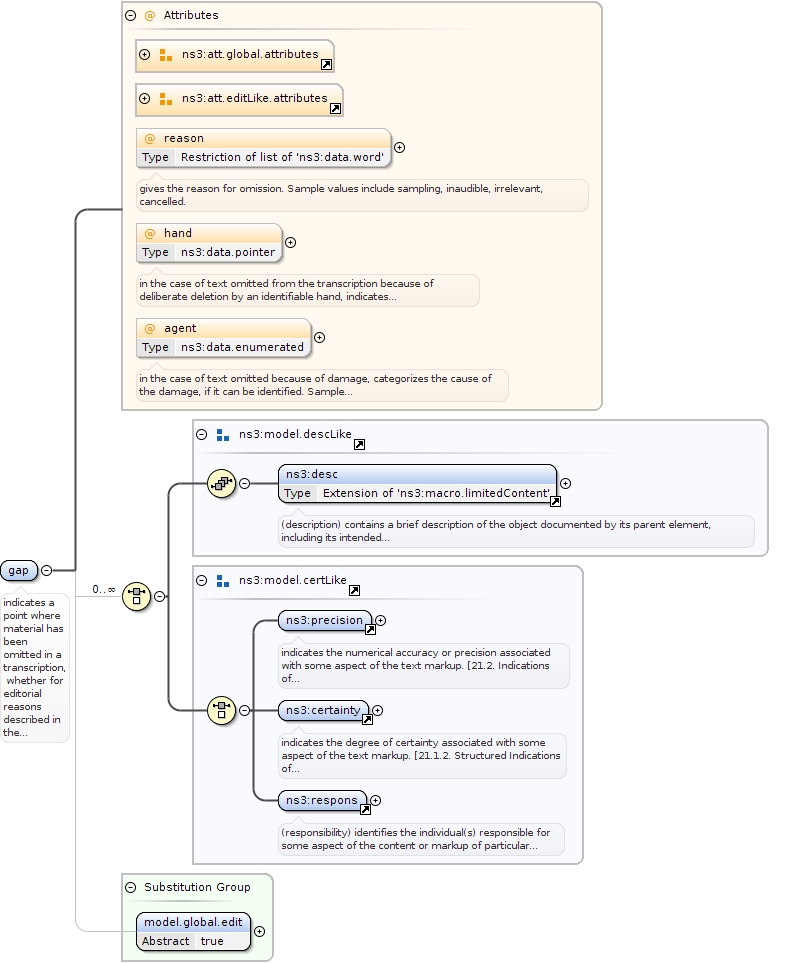 Attributes
ns3:att.global.attributes
ns3:att.editLike.attributes
reason
Type Restriction of list of 'ns3:data.word'
gives the reason for omission. Sample values include sampling, inaudible, irrelevant,
cancelled.
hand
Type ns3:data.pointer
in the case of text omitted from the transcription because of
deliberate deletion by an identifiable hand, indicates...
agent
Type ns3:data.enumerated
in the case of text omitted because of damage, categorizes the cause of
the damage, if it can be identified. Sample...
ns3:model.descLike
ns3:desc
Type Extension of 'ns3:macro.limitedContent'
(description) contains a brief description of the object documented by its parent element,
including its intended...
gap
0..∞
indicates a
point where
material has
been
omitted in a
transcription,
whether for
editorial
reasons
described in
the...
ns3:model.certLike
ns3:precision
indicates the numerical accuracy or precision associated
with some aspect of the text markup. [21.2. Indications
of...
ns3:certainty
indicates the degree of certainty associated with some
aspect of the text markup. [21.1.2. Structured Indications
of...
ns3:respons
(responsibility) identifies the individual(s) responsible for
some aspect of the content or markup of particular...
Substitution Group
model.global.edit
Abstract true